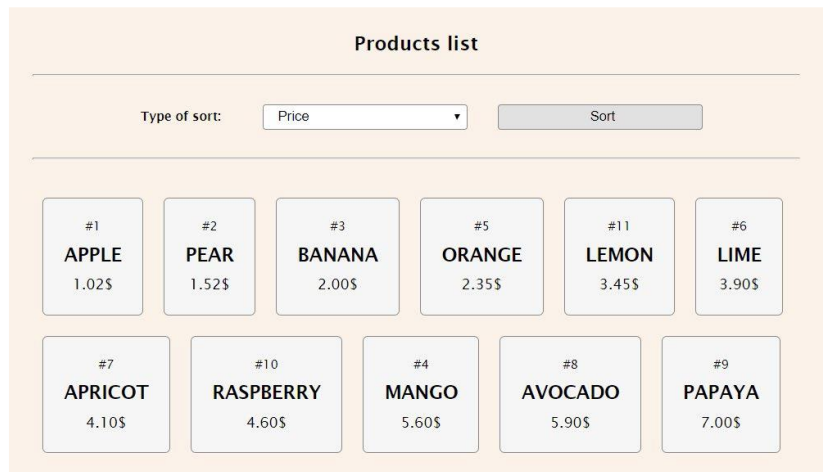 Products list
Type of sort: Price Sort
#1 #2 #3 #5 #11 #6
APPLE PEAR BANANA ORANGE LEMON LIME
1.02$ 1.52$ 2.00$ 2.35$ 3.45$ 3.90$
#7 #10 #4 #8 #9
APRICOT RASPBERRY MANGO AVOCADO PAPAYA
4.10$ 4.60$ 5.60$ 5.90$ 7.00$